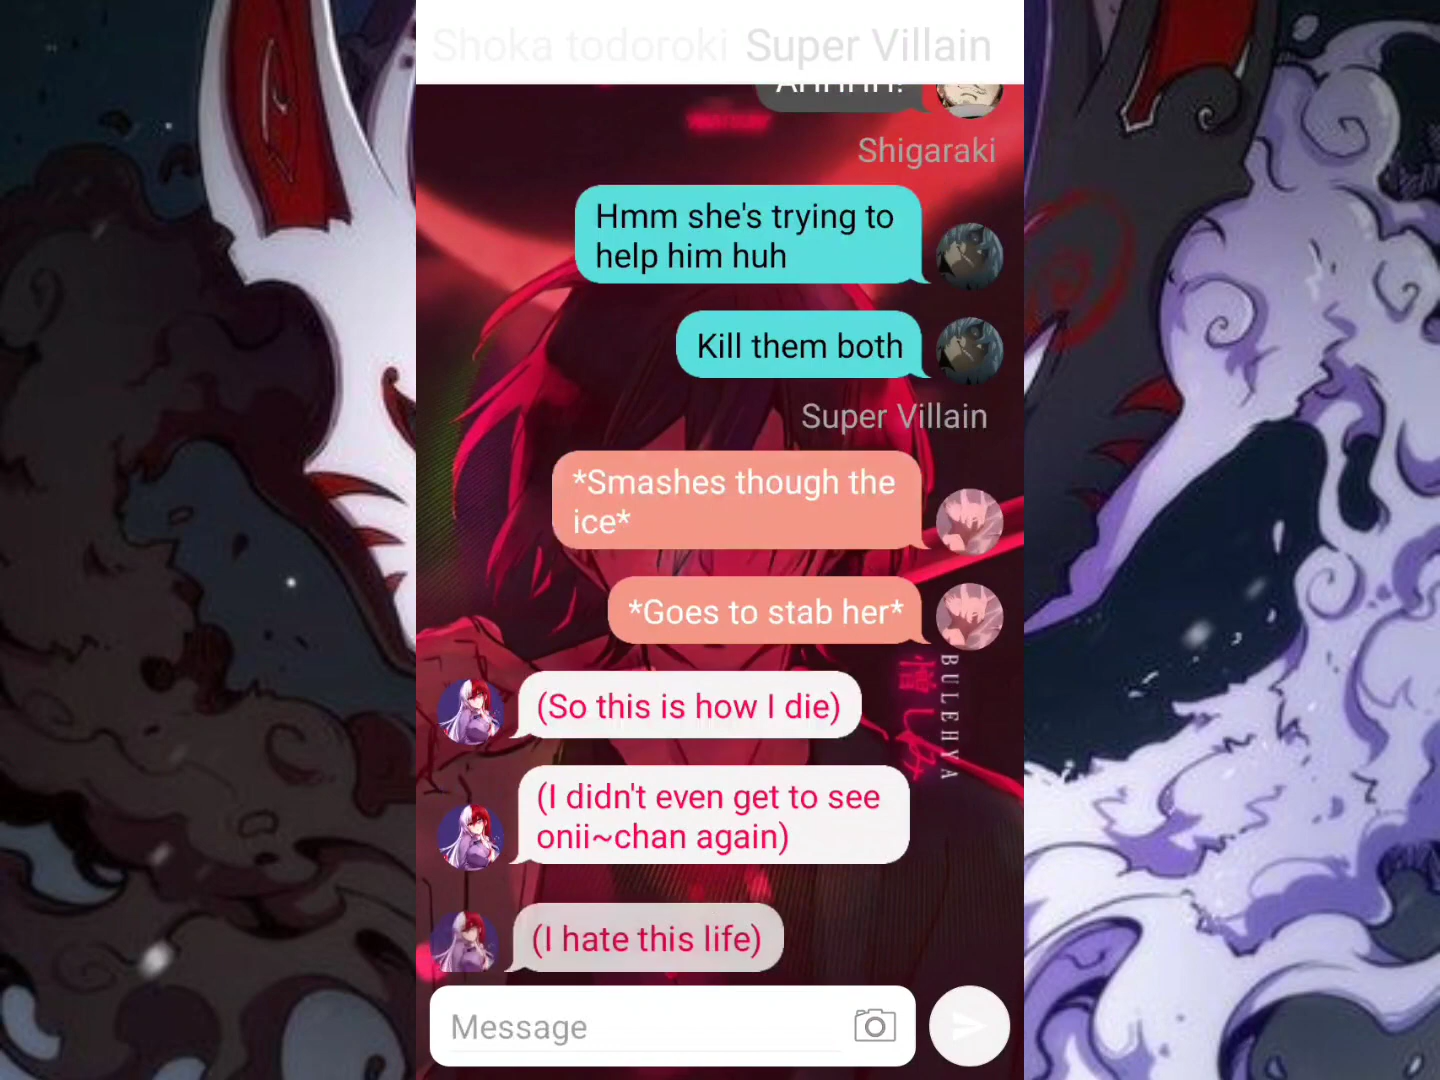 Shoka todoroki Super Villain
Shigaraki
Hmm she's trying to
help him huh
Kill them both
Super Villain
*Smashes though the
ice*
*Goes to stab her*
(So this is how I die)
BULEHYA
(I didn't even get to see
onii~chan again)
(I hate this life)
Message